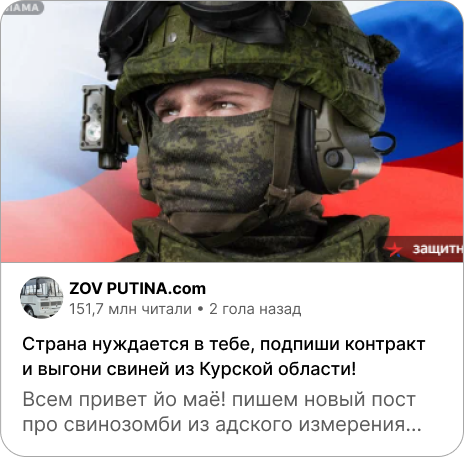 ЛАМА
защитн
ZOV PUTINA.com
151,7 млн читали • 2 гола назад
Страна нуждается в тебе, подпиши контракт
и выгони свиней из Курской области!
Всем привет йо маё! пишем новый пост
про свинозомби из адского измерения...